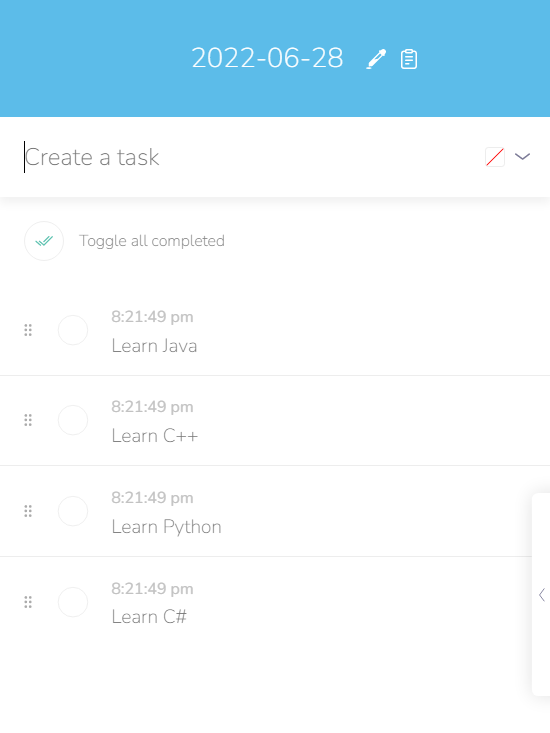 2022-06-28
Create a task
Toggle all completed
8:21:49 pm
Learn Java
8:21:49 pm
Learn C++
8:21:49 pm
Learn Python
8:21:49 pm
Learn C#